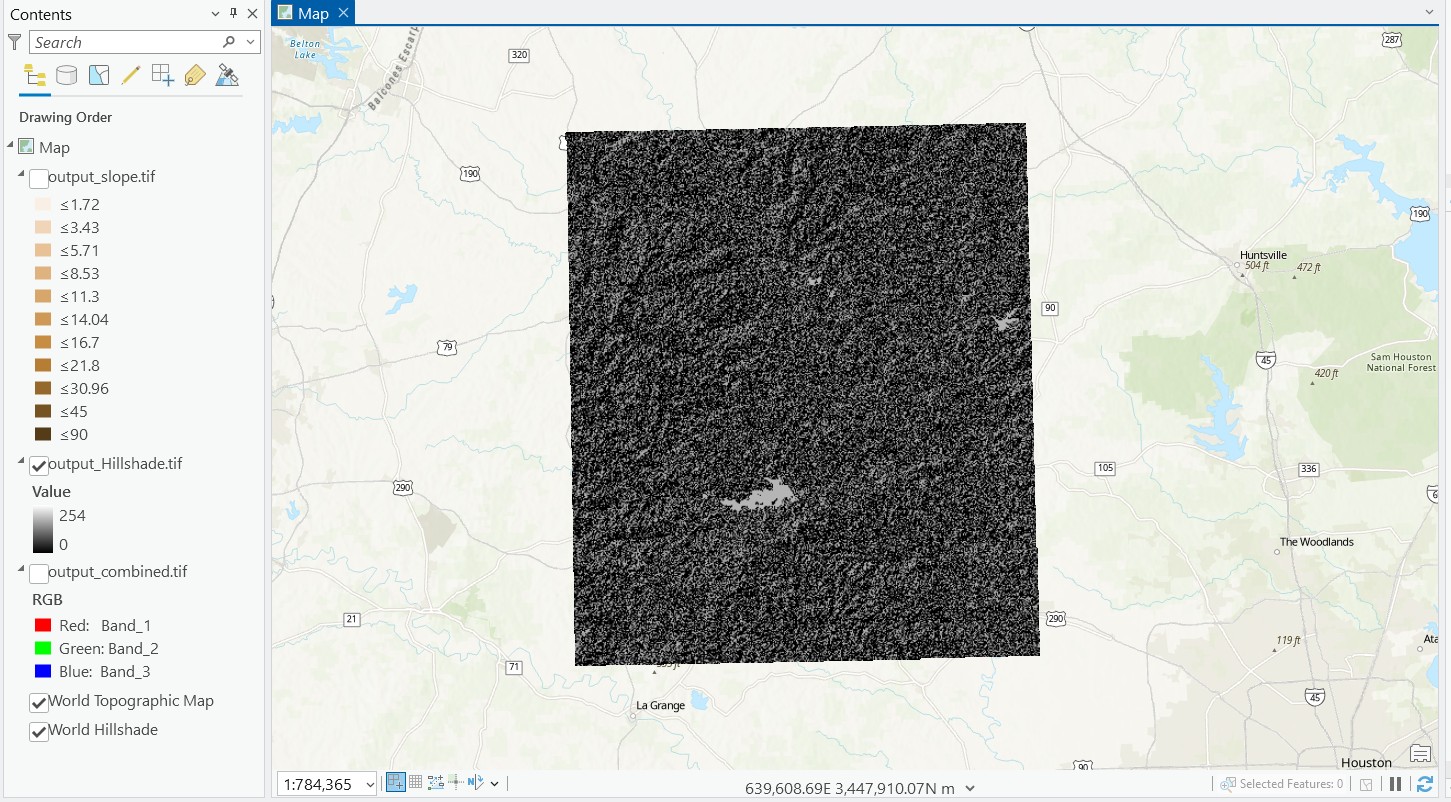 Contents
Search
Drawing Order
Map
output_slope.tif
≤1.72
≤3.43
≤5.71
≤8.53
≤11.3
≤14.04
≤16.7
≤21.8
≤30.96
≤45
≤90
output_Hillshade.tif
Value
254
0
output_combined.tif
RGB
Red: Band_1
Green: Band_2
Blue: Band_3
World Topographic Map
World Hillshade
Map
Belton
Lake
Balcones Escarp
320
287
190
190
Huntsville
504 ft
472 ft
90
79
45
Sam Houston
National Forest
420 ft
105
336
290
The Woodlands
21
290
119 ft
71
La Grange
45
90
Houston
1:784,365
639,608.69E 3,447,910.07N m
Selected Features: 0